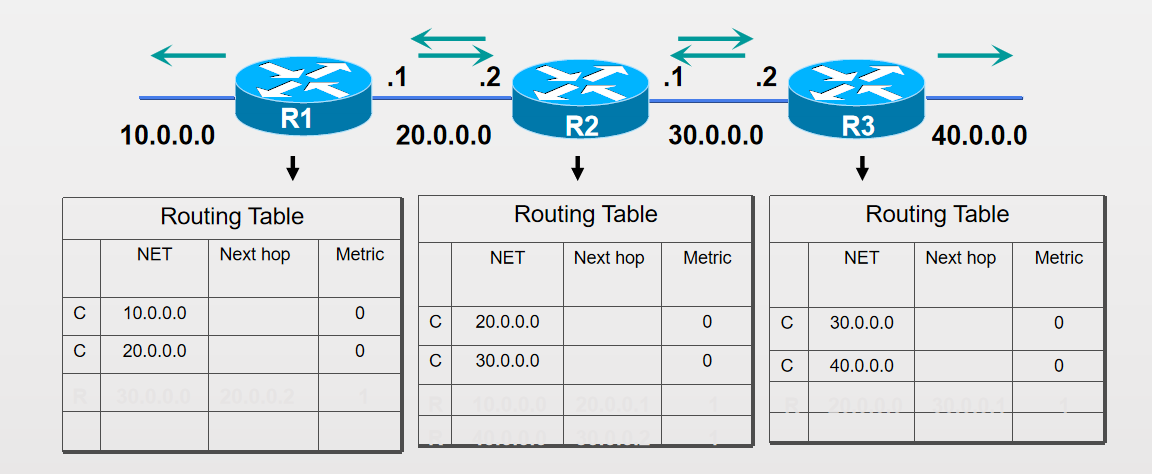 .1 .2 .1 .2
R1 R2 R3
10.0.0.0 20.0.0.0 30.0.0.0 40.0.0.0
Routing Table
NET Next hop Metric
C 10.0.0.0 0
C 20.0.0.0 0
R 30.0.0.0 20.0.0.2 1
Routing Table
NET Next hop Metric
C 20.0.0.0 0
C 30.0.0.0 0
R 10.0.0.0 20.0.0.1 1
R 40.0.0.0 30.0.0.2 1
Routing Table
NET Next hop Metric
C 30.0.0.0 0
C 40.0.0.0 0
R 20.0.0.0 30.0.0.1 1